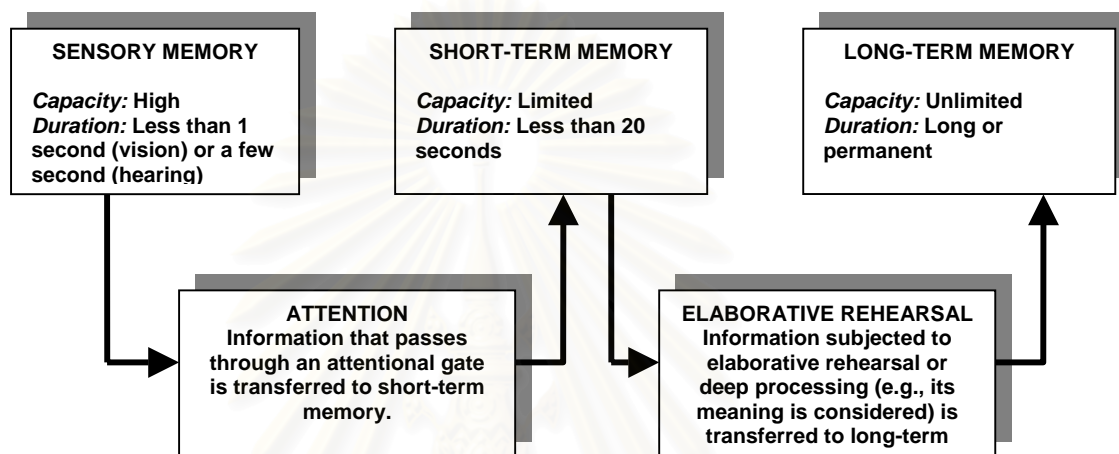 SENSORY MEMORY
Capacity: High
Duration: Less than 1
second (vision) or a few
second (hearing)
SHORT-TERM MEMORY
Capacity: Limited
Duration: Less than 20
seconds
LONG-TERM MEMORY
Capacity: Unlimited
Duration: Long or
permanent
ATTENTION
Information that passes
through an attentional gate
is transferred to short-term
memory.
ELABORATIVE REHEARSAL
Information subjected to
elaborative rehearsal or
deep processing (e.g., its
meaning is considered) is
transferred to long-term